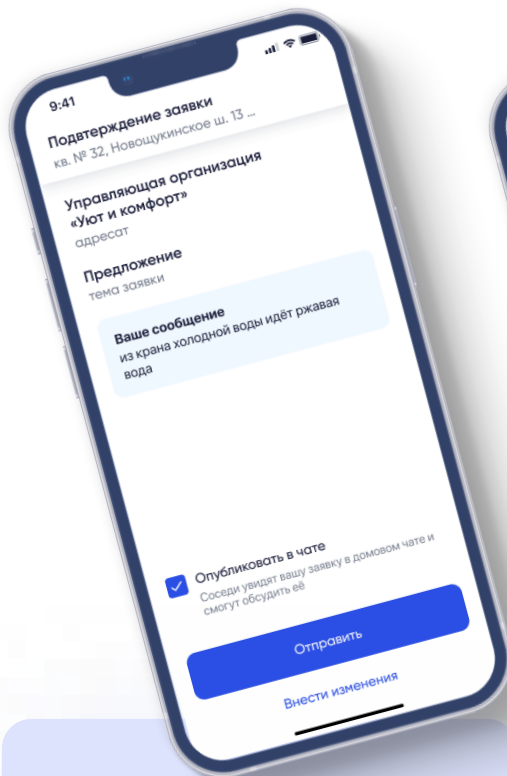 9:41
Подтверждение заявки
кв. № 32, Новощукинское ш. 13 ...
Управляющая организация
«Уют и комфорт»
адресат
Предложение
тема заявки
Ваше сообщение
из крана холодной воды идёт ржавая
вода
Опубликовать в чате
Соседи увидят вашу заявку в домовом чате и
смогут обсудить её
Отправить
Внести изменения